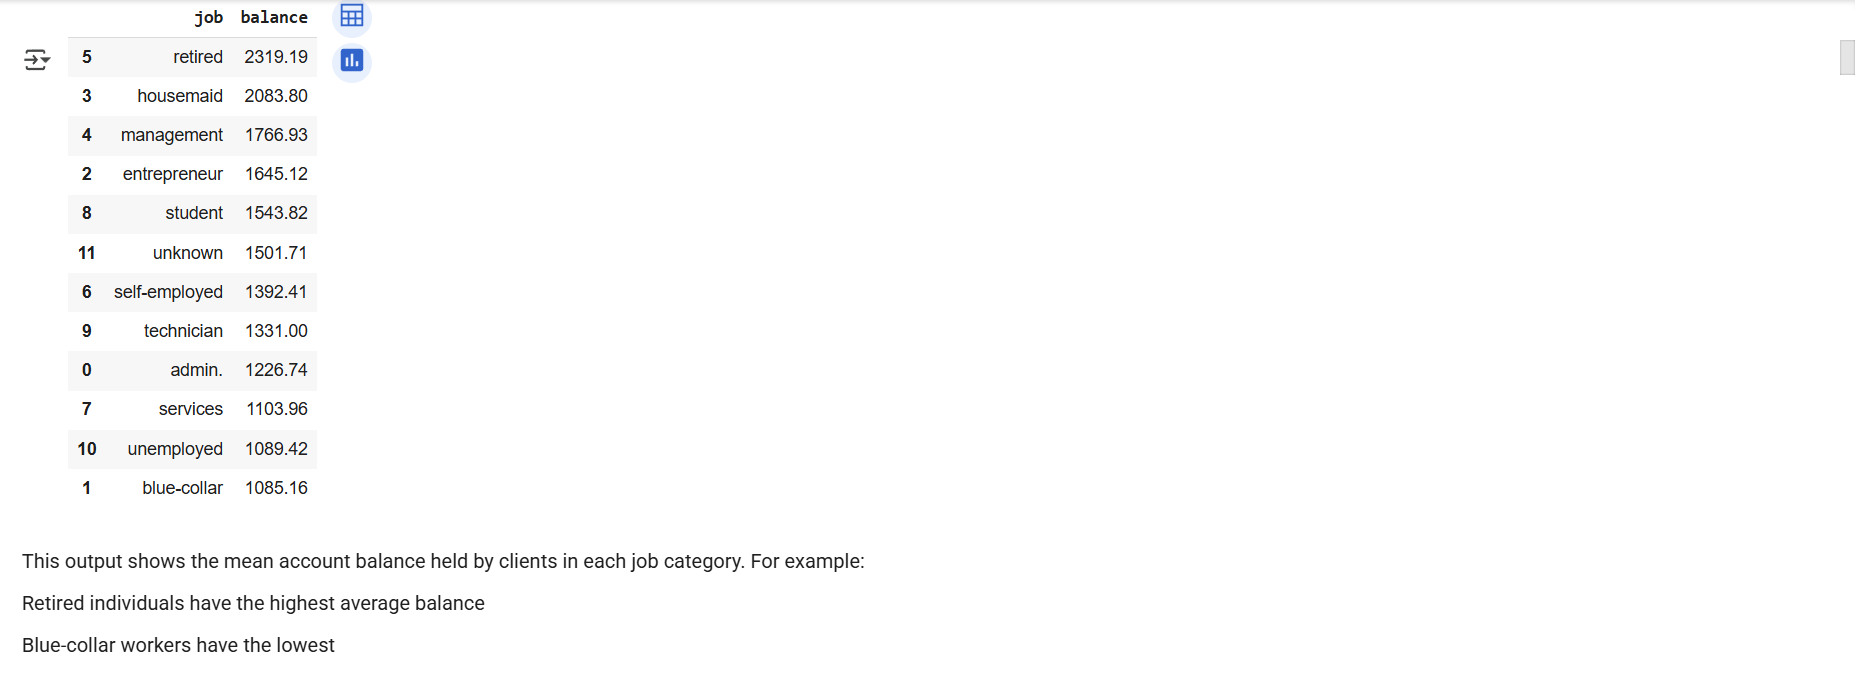 job balance
5 retired 2319.19
3 housemaid 2083.80
4 management 1766.93
2 entrepreneur 1645.12
8 student 1543.82
11 unknown 1501.71
6 self-employed 1392.41
9 technician 1331.00
0 admin. 1226.74
7 services 1103.96
10 unemployed 1089.42
1 blue-collar 1085.16
This output shows the mean account balance held by clients in each job category. For example:
Retired individuals have the highest average balance
Blue-collar workers have the lowest